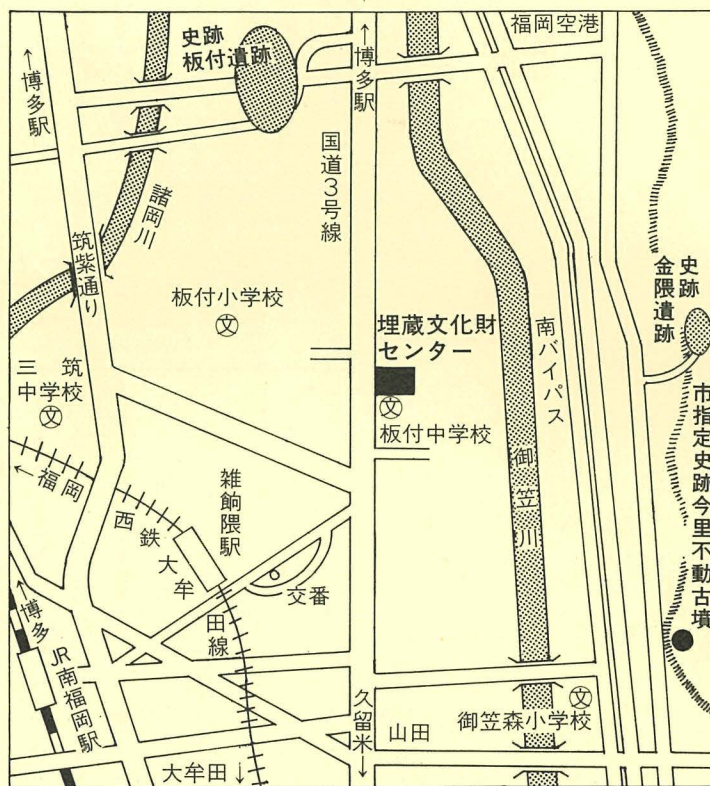 福岡空港
史跡
板付遺跡
←博多駅
←博多駅
国道3号線
諸岡川
筑紫通り
板付小学校
文
埋蔵文化財
センター
文
板付中学校
南バイパス
史跡
金隈遺跡
市指定史跡今里不動古墳
三筑
中学校
文
←福岡
西鉄大牟田線
雑餉隈駅
交番
御笠川
←博多
JR南福岡駅
久留米→
山田
文
御笠森小学校
大牟田↓